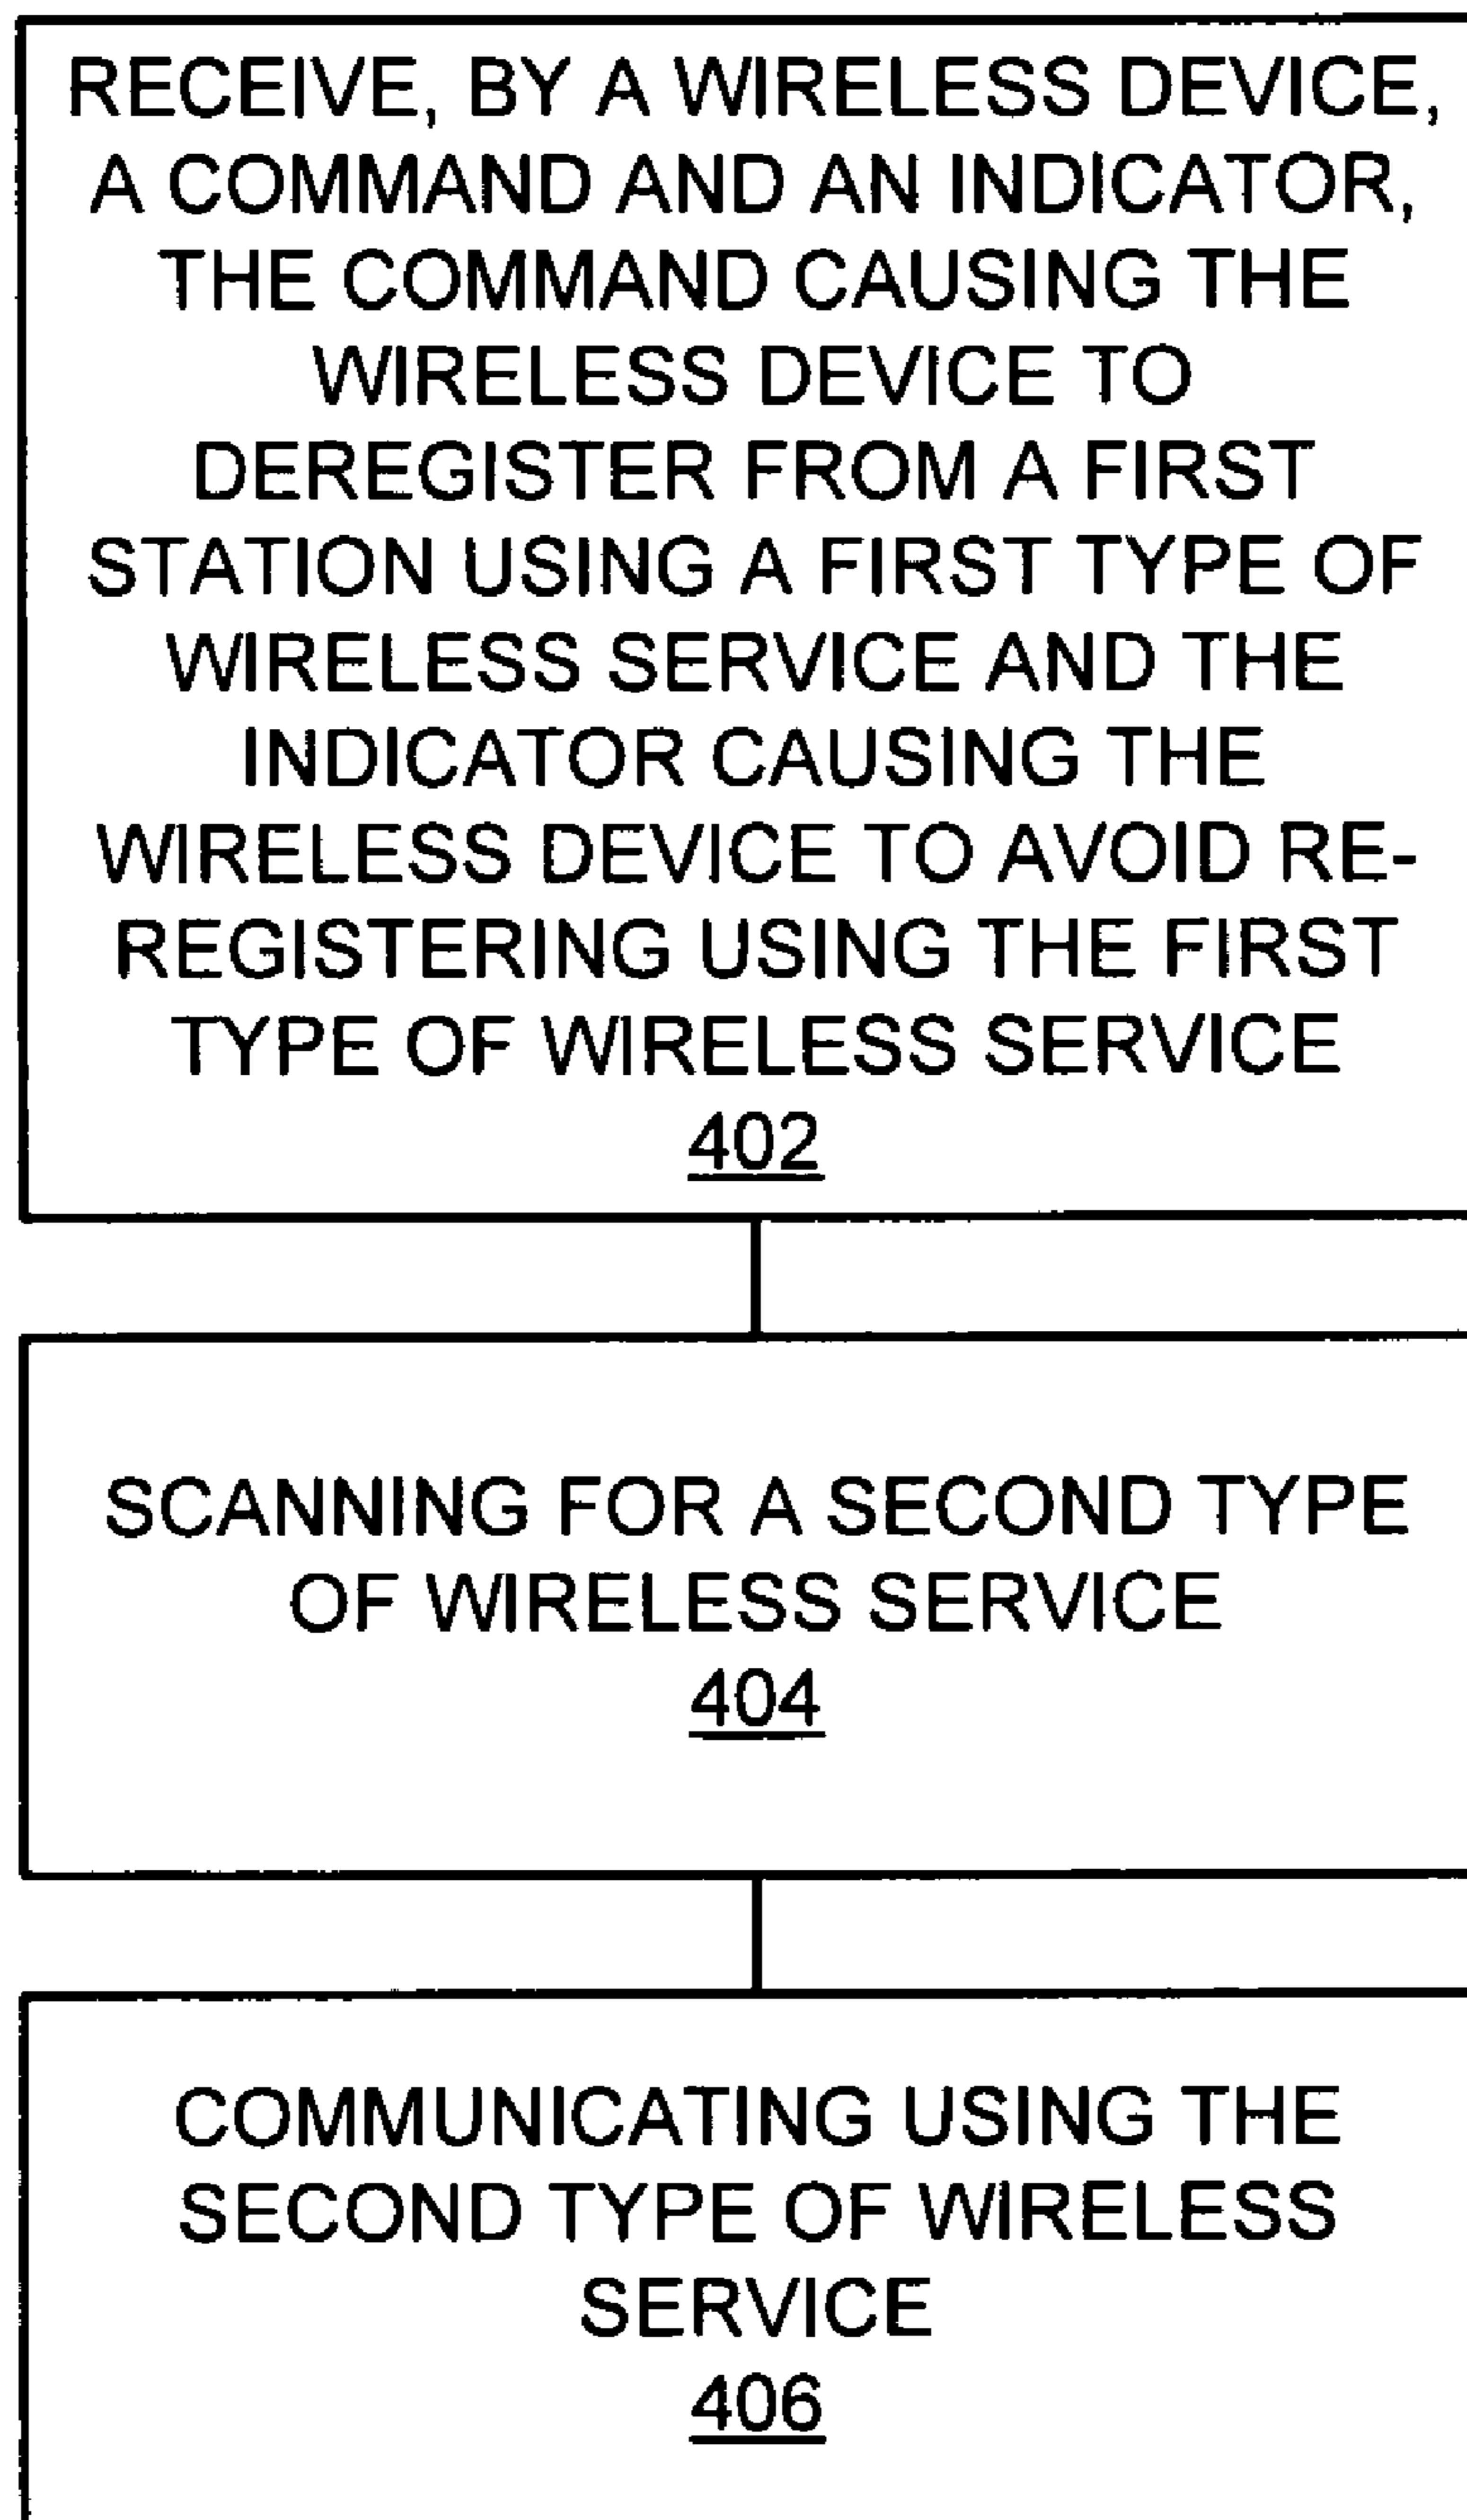 RECEIVE, BY A WIRELESS DEVICE,
A COMMAND AND AN INDICATOR,
THE COMMAND CAUSING THE
WIRELESS DEVICE TO
DEREGISTER FROM A FIRST
STATION USING A FIRST TYPE OF
WIRELESS SERVICE AND THE
INDICATOR CAUSING THE
WIRELESS DEVICE TO AVOID RE-
REGISTERING USING THE FIRST
TYPE OF WIRELESS SERVICE
402
SCANNING FOR A SECOND TYPE
OF WIRELESS SERVICE
404
COMMUNICATING USING THE
SECOND TYPE OF WIRELESS
SERVICE
406